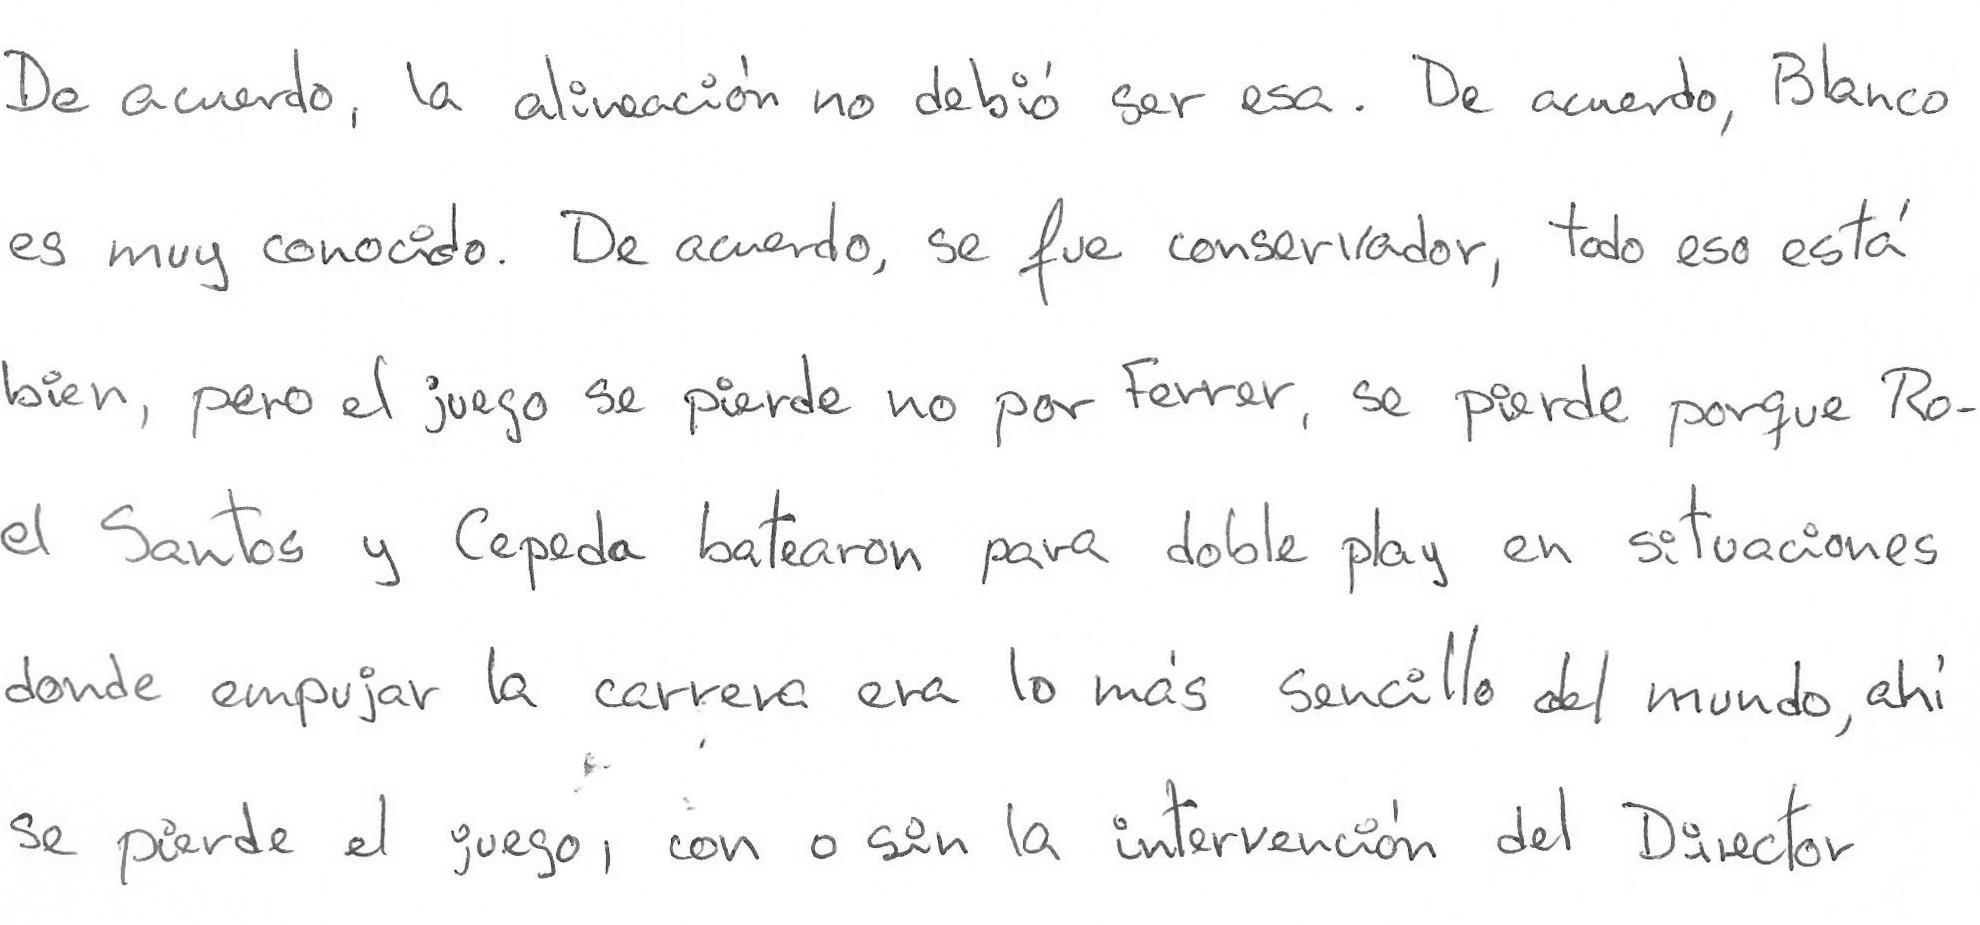 De acuerdo, la alineación no debió ser esa. De acuerdo, Blanco
es muy conocido. De acuerdo, se fue conservador, todo eso está
bien, pero el juego se pierde no por Ferrer, se pierde porque Ro-
el Santos y Cepeda batearon para doble play en situaciones
donde empujar la carrera era lo más sencillo del mundo, ahí
se pierde el juego, con o sin la intervención del Director